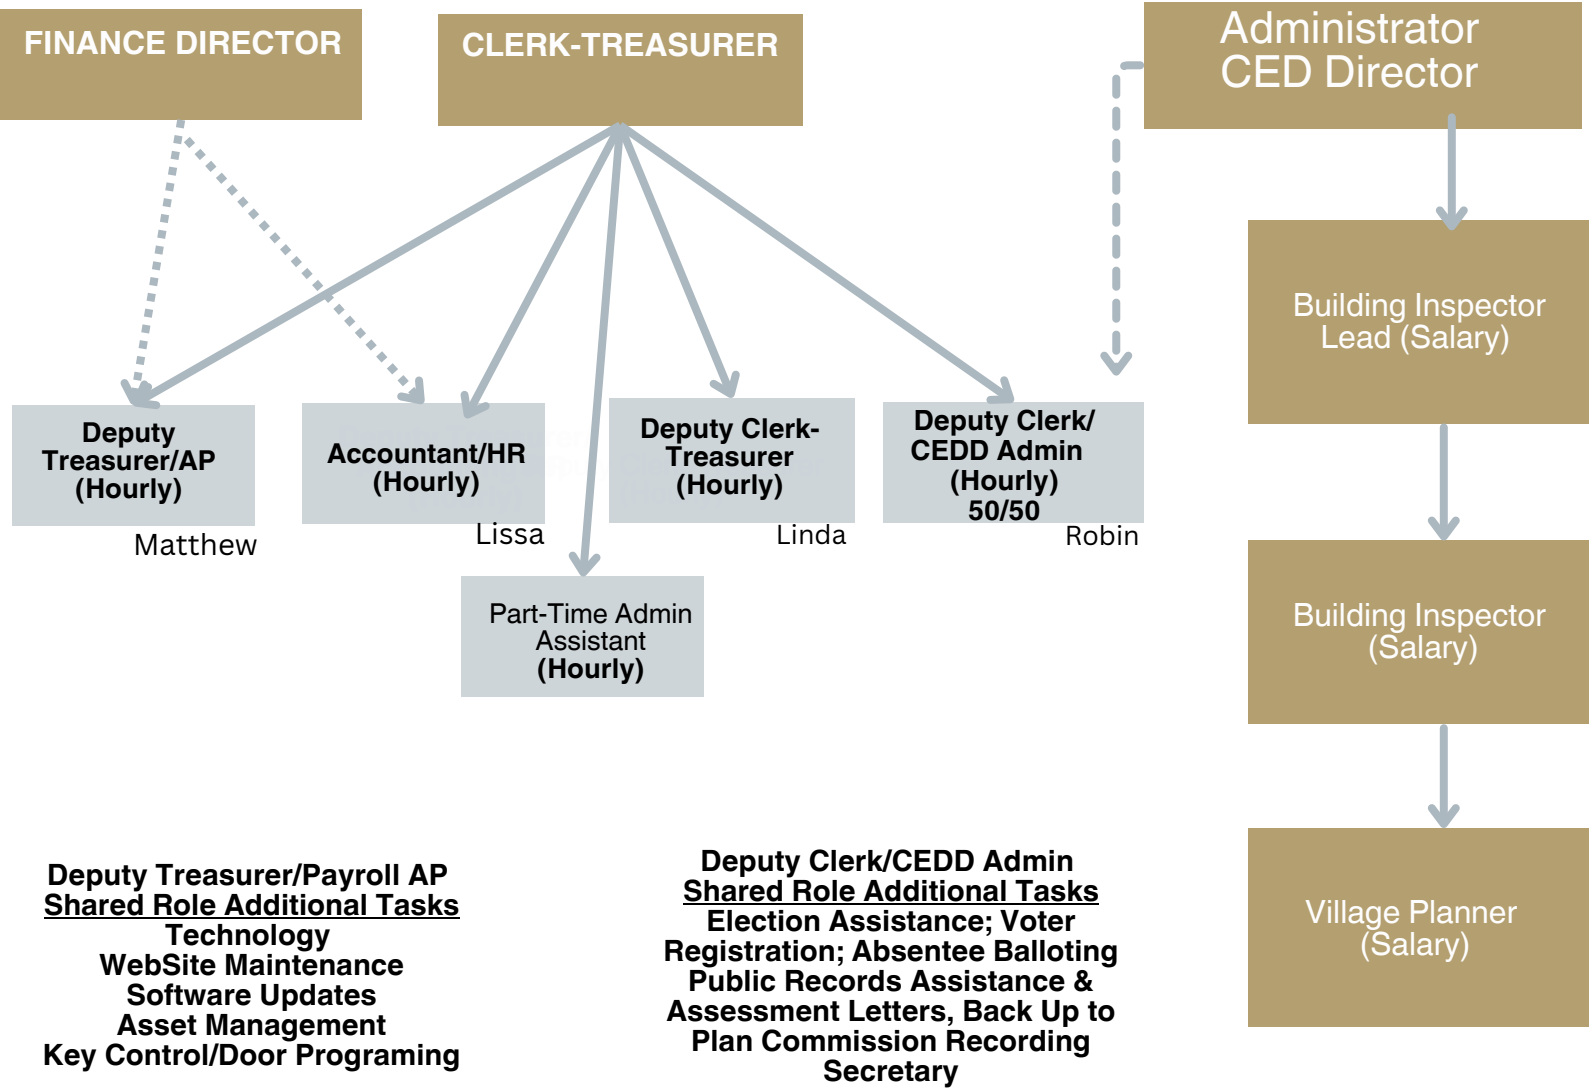 FINANCE DIRECTOR
CLERK-TREASURER
Administrator
CED Director
Building Inspector
Lead (Salary)
Deputy
Treasurer/AP
(Hourly)
Matthew
Accountant/HR
(Hourly)
Lissa
Deputy Clerk-
Treasurer
(Hourly)
Linda
Deputy Clerk/
CEDD Admin
(Hourly)
50/50
Robin
Part-Time Admin
Assistant
(Hourly)
Building Inspector
(Salary)
Village Planner
(Salary)
Deputy Treasurer/Payroll AP
Shared Role Additional Tasks
Technology
WebSite Maintenance
Software Updates
Asset Management
Key Control/Door Programing
Deputy Clerk/CEDD Admin
Shared Role Additional Tasks
Election Assistance; Voter
Registration; Absentee Balloting
Public Records Assistance &
Assessment Letters, Back Up to
Plan Commission Recording
Secretary